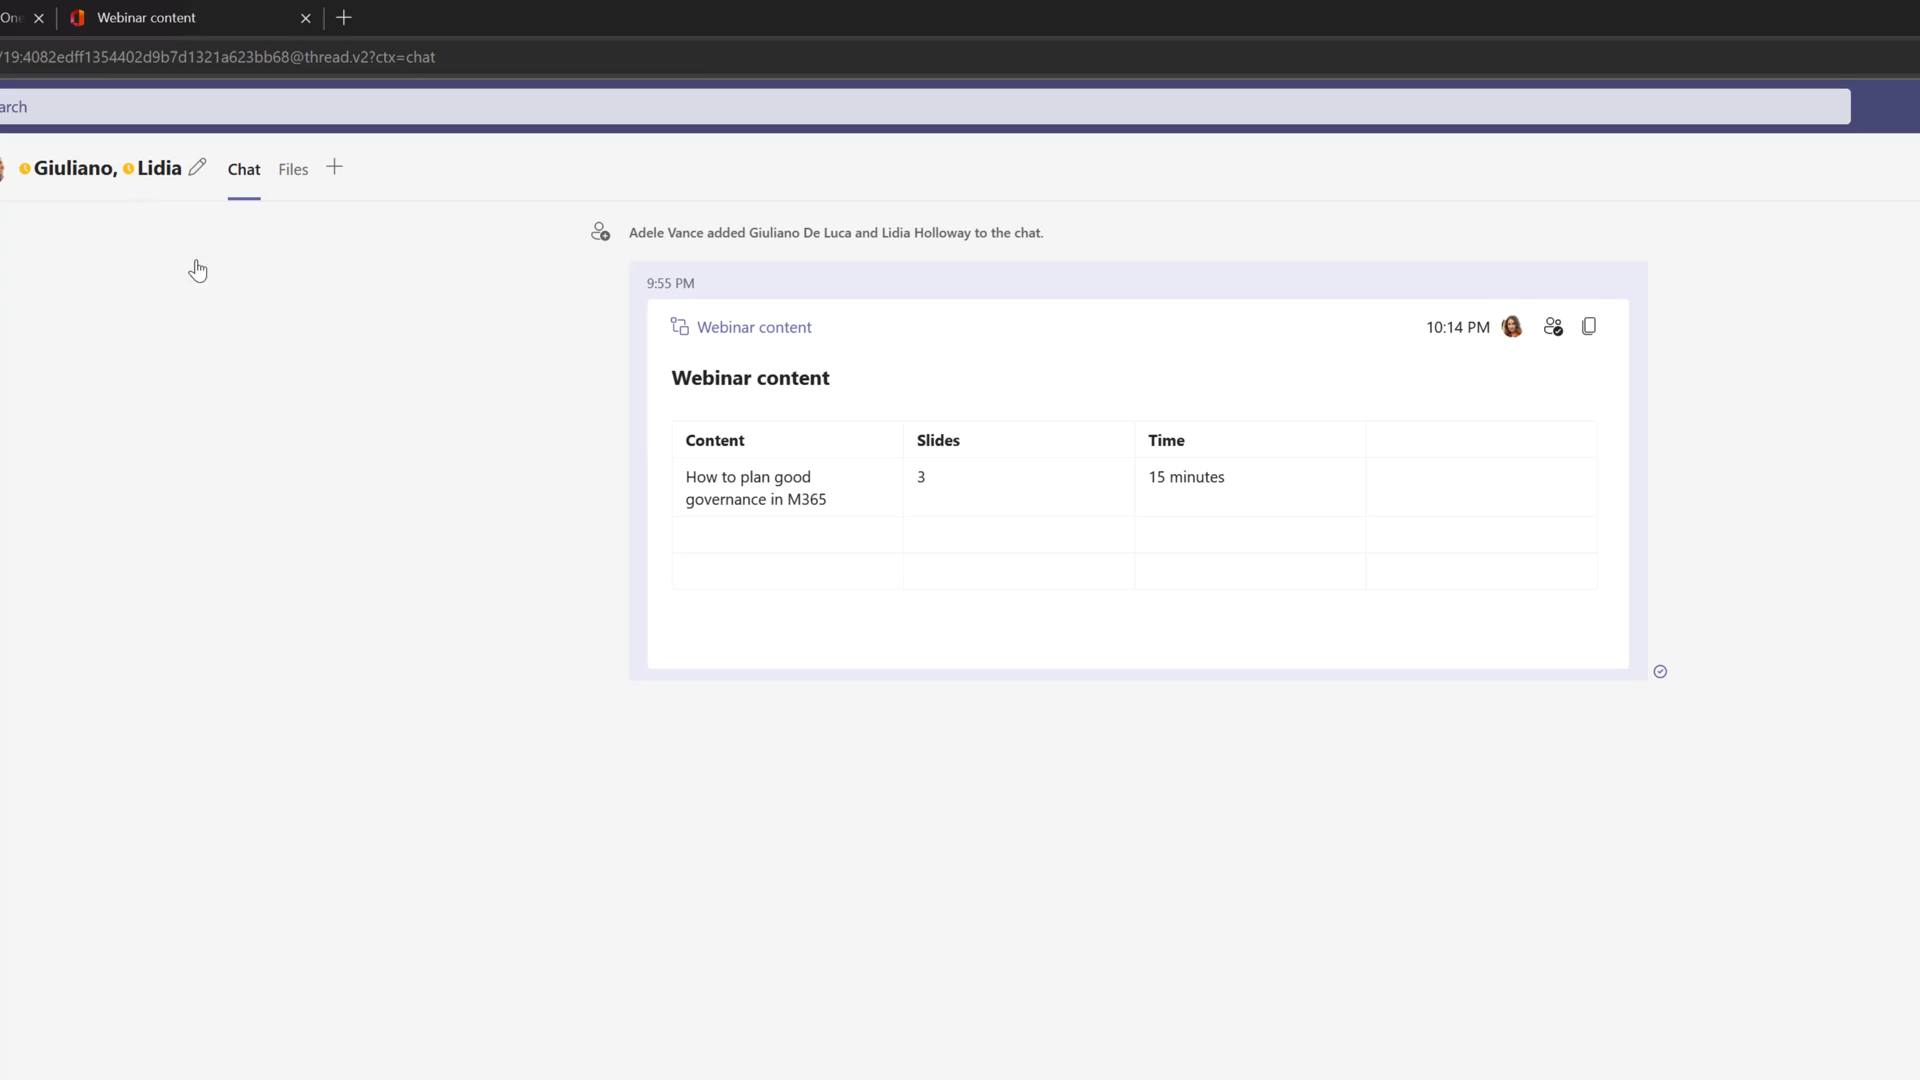 One
Webinar content
/19:4082edff1354402d9b7d1321a623bb68@thread.v2?ctx=chat
arch
Giuliano, Lidia
Chat
Files
Adele Vance added Giuliano De Luca and Lidia Holloway to the chat.
9:55 PM
Webinar content
10:14 PM
Webinar content
Content Slides Time
How to plan good 3 15 minutes
governance in M365